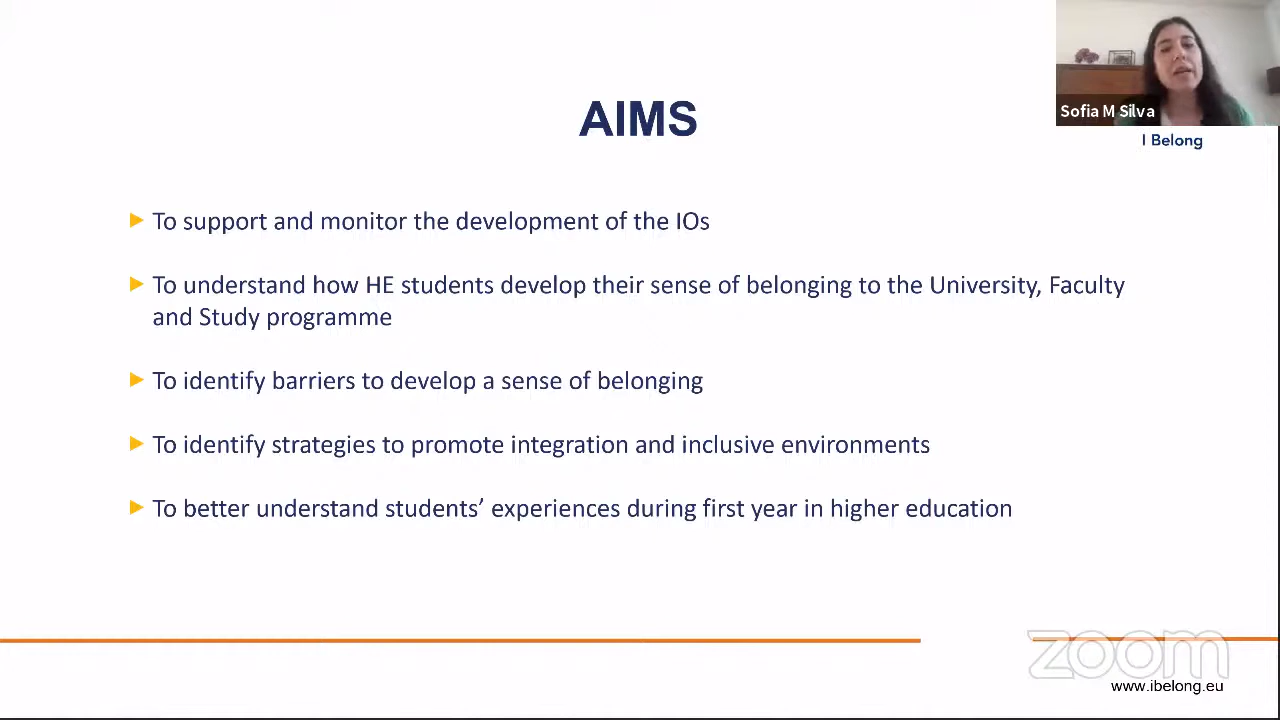 Sofia M Silva
I Belong
AIMS
To support and monitor the development of the IOs
To understand how HE students develop their sense of belonging to the University, Faculty
and Study programme
To identify barriers to develop a sense of belonging
To identify strategies to promote integration and inclusive environments
To better understand students’ experiences during first year in higher education
zoom
www.ibelong.eu